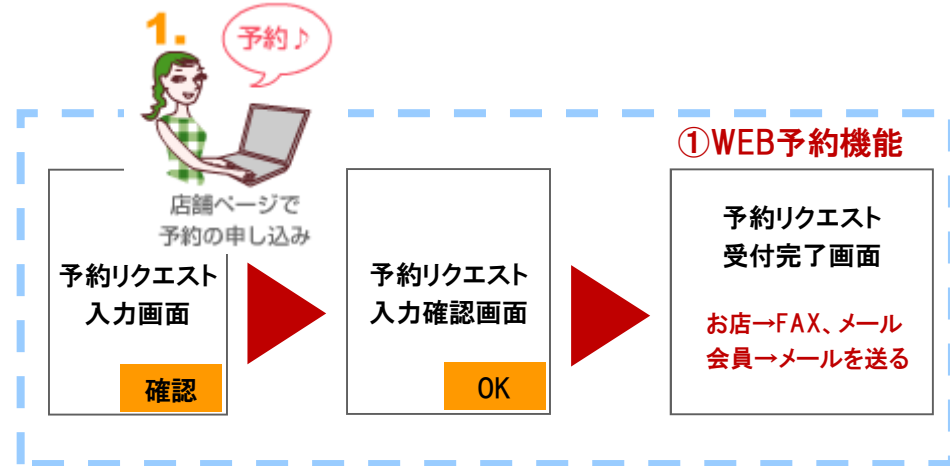 1.
予約♪
店舗ページで
予約の申し込み
①WEB予約機能
予約リクエスト
入力画面
確認
予約リクエスト
入力確認画面
OK
予約リクエスト
受付完了画面
お店→FAX、メール
会員→メールを送る